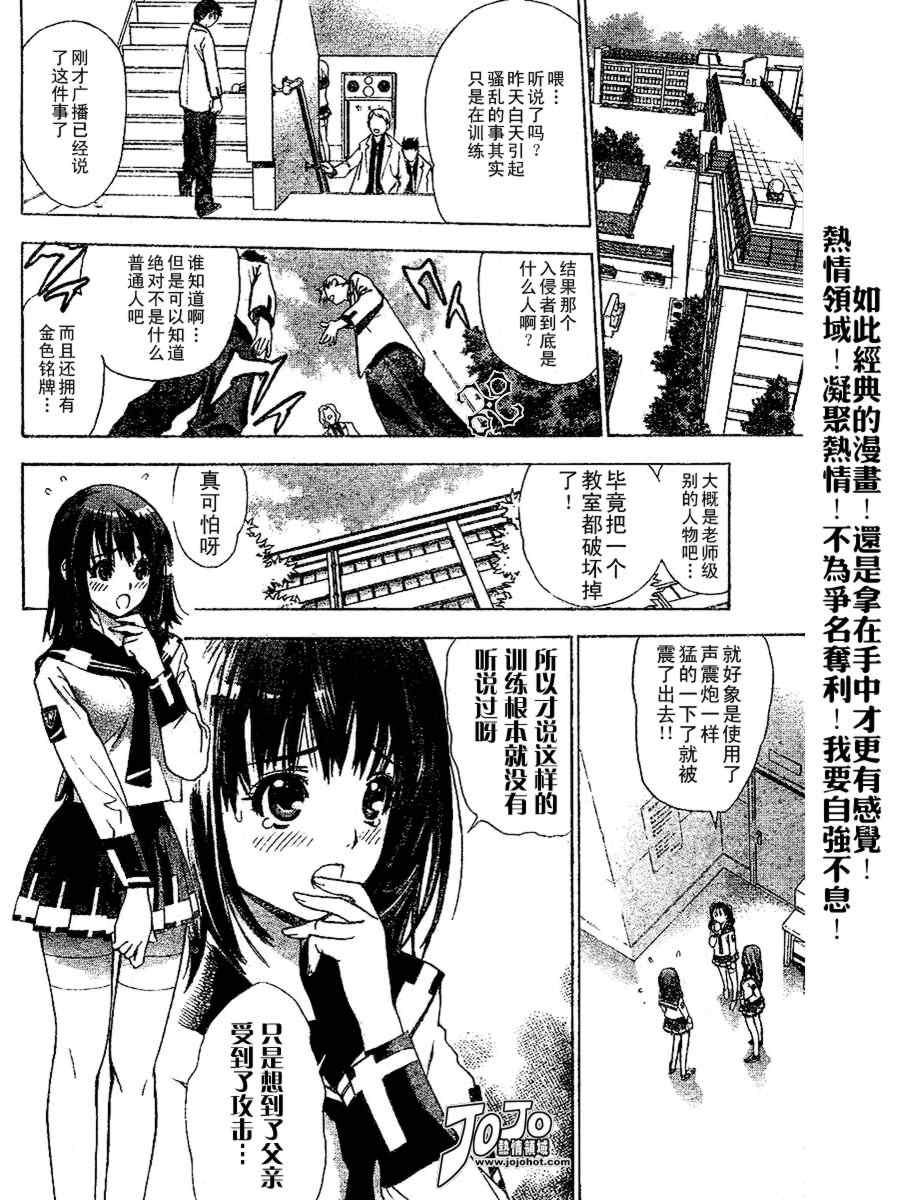 喂…
听说了吗？
昨天白天引起
骚乱的事其实
只是在训练
刚才广播已经说
了这件事了
结果那个
入侵者到底是
什么人啊？
谁知道啊…
但是可以知道
绝对不是什么
普通人吧
而且还拥有
金色铭牌…
大概是老师级
别的人物吧…
毕竟把一个
教室都破坏掉
了！
真可怕呀
就好象是使用了
声震炮一样
猛的一下了就被
震了出去!!
所以才说这样的
训练根本就没有
听说过呀
只是想到了父亲
受到了攻击…
如此經典的漫畫！還是拿在手中才更有感覺！
熱情領域！凝聚熱情！不為爭名奪利！我要自強不息！
JOJO
熱情領域
www.jojohot.com